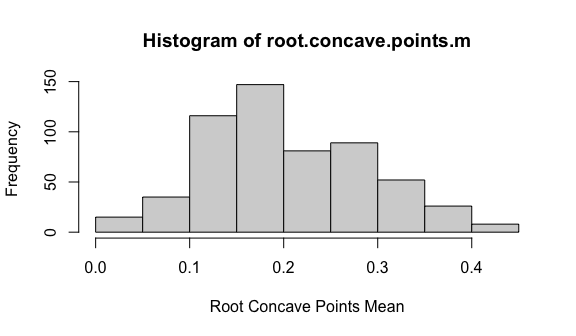 Histogram of root.concave.points.m
Frequency
150
100
50
0
0.0 0.1 0.2 0.3 0.4
Root Concave Points Mean